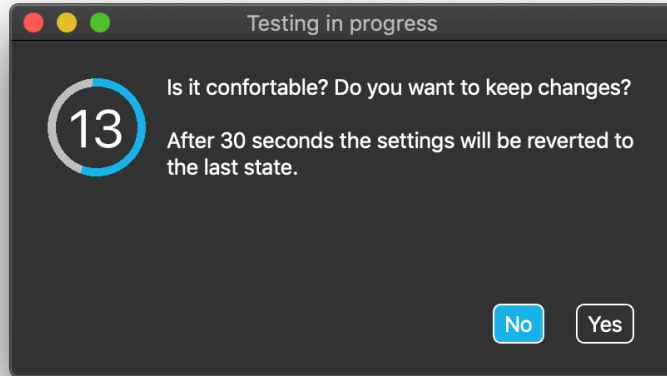 Testing in progress
13
Is it confortable? Do you want to keep changes?
After 30 seconds the settings will be reverted to
the last state.
No
Yes